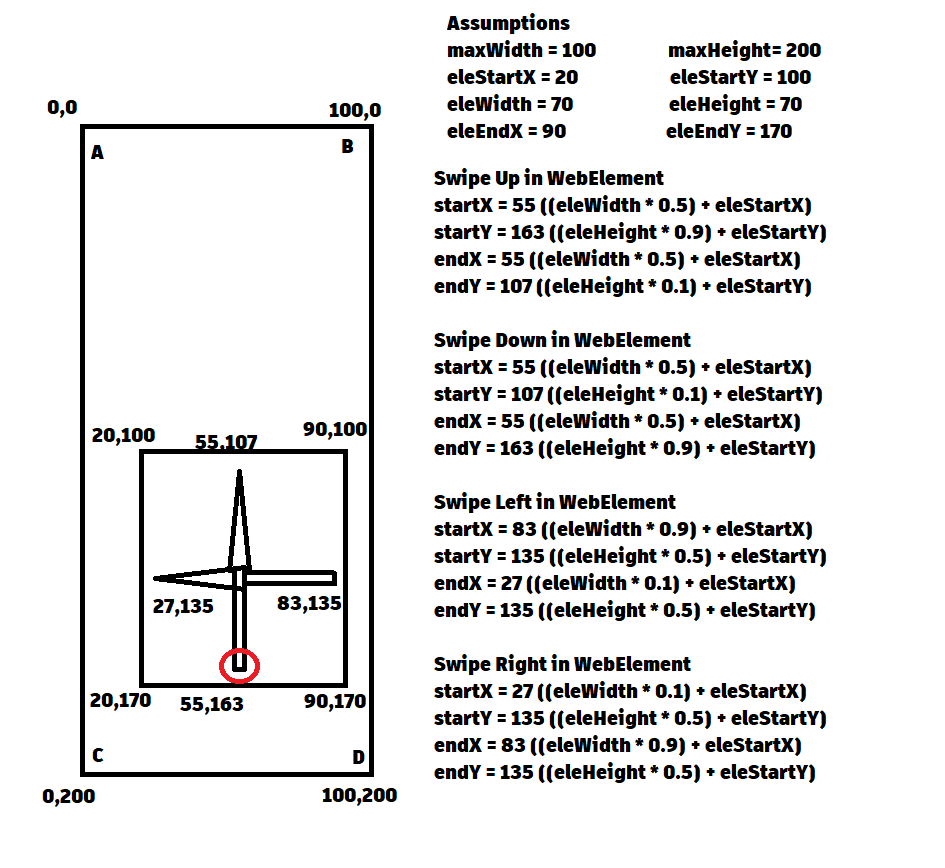 Assumptions
maxWidth = 100 maxHeight= 200
eleStartX = 20 eleStartY = 100
eleWidth = 70 eleHeight = 70
eleEndX = 90 eleEndY = 170
0,0 100,0
A B
20,100 55,107 90,100
27,135 83,135
20,170 55,163 90,170
C D
0,200 100,200
Swipe Up in WebElement
startX = 55 ((eleWidth * 0.5) + eleStartX)
startY = 163 ((eleHeight * 0.9) + eleStartY)
endX = 55 ((eleWidth * 0.5) + eleStartX)
endY = 107 ((eleHeight * 0.1) + eleStartY)
Swipe Down in WebElement
startX = 55 ((eleWidth * 0.5) + eleStartX)
startY = 107 ((eleHeight * 0.1) + eleStartY)
endX = 55 ((eleWidth * 0.5) + eleStartX)
endY = 163 ((eleHeight * 0.9) + eleStartY)
Swipe Left in WebElement
startX = 83 ((eleWidth * 0.9) + eleStartX)
startY = 135 ((eleHeight * 0.5) + eleStartY)
endX = 27 ((eleWidth * 0.1) + eleStartX)
endY = 135 ((eleHeight * 0.5) + eleStartY)
Swipe Right in WebElement
startX = 27 ((eleWidth * 0.1) + eleStartX)
startY = 135 ((eleHeight * 0.5) + eleStartY)
endX = 83 ((eleWidth * 0.9) + eleStartX)
endY = 135 ((eleHeight * 0.5) + eleStartY)